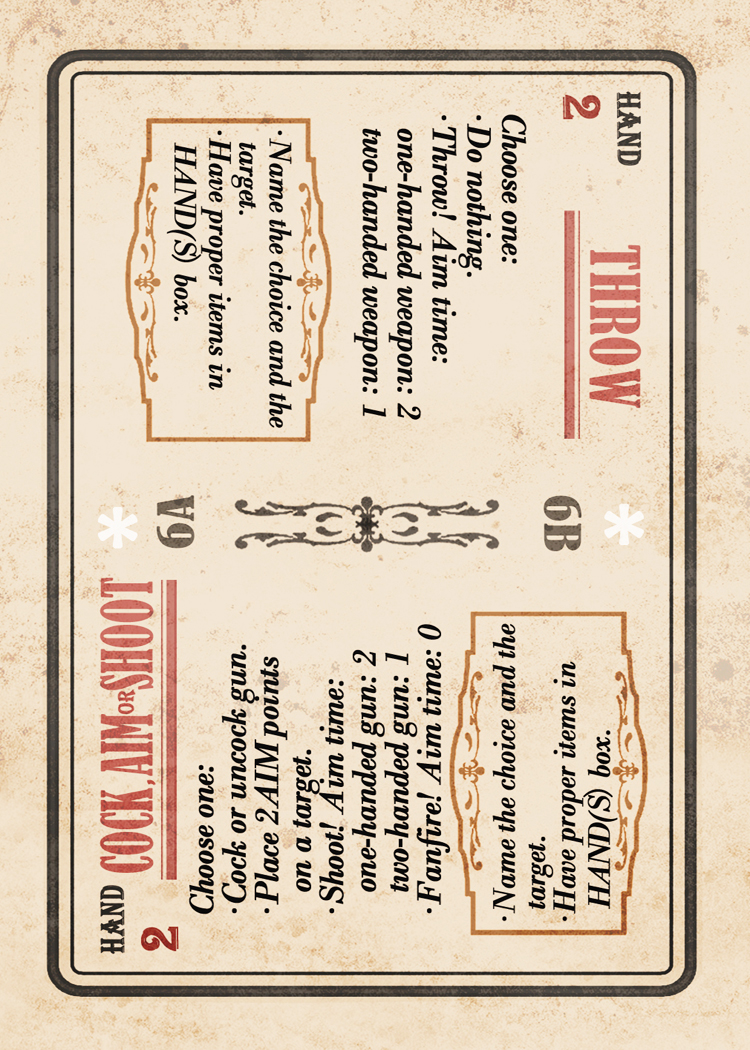 HAND
2
THROW
Choose one:
·Do nothing.
·Throw! Aim time:
one-handed weapon: 2
two-handed weapon: 1
·Name the choice and the
target.
·Have proper items in
HAND(S) box.
6B
*
6A
*
HAND
2
COCK, AIM OR SHOOT
Choose one:
·Cock or uncock gun.
·Place 2 AIM points
on a target.
·Shoot! Aim time:
one-handed gun: 2
two-handed gun: 1
·Fanfire! Aim time: 0
·Name the choice and the
target.
·Have proper items in
HAND(S) box.